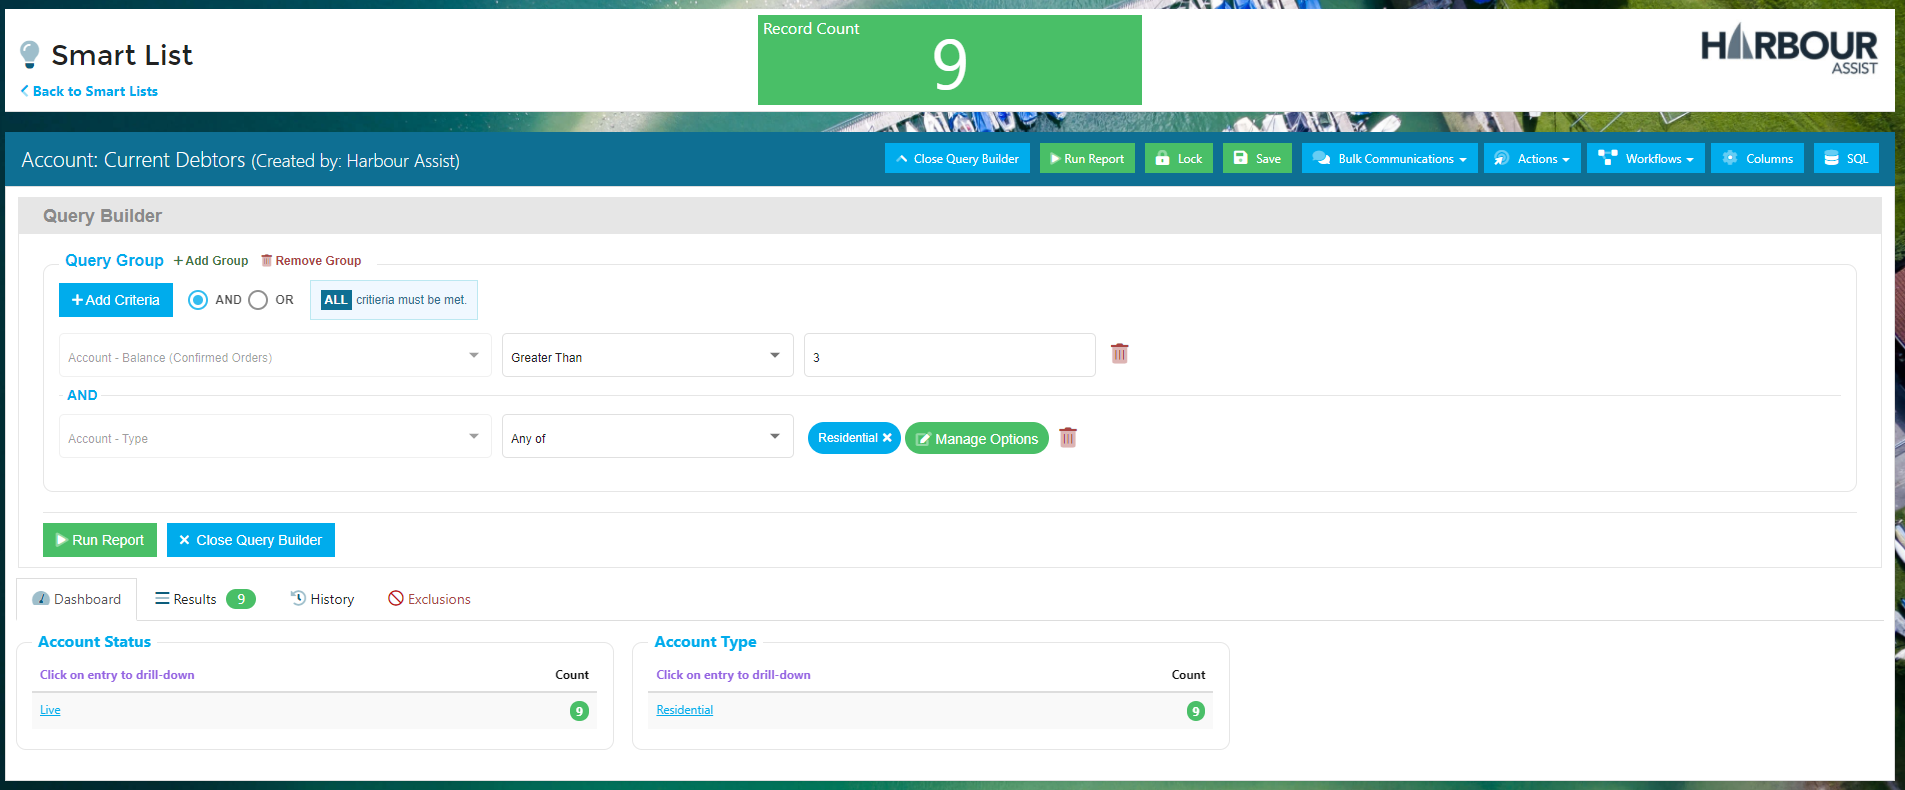 Smart List
Back to Smart Lists
Record Count
9
HARBOUR
ASSIST
Account: Current Debtors (Created by: Harbour Assist)
Close Query Builder
Run Report
Lock
Save
Bulk Communications
Actions
Workflows
Columns
SQL
Query Builder
Query Group +Add Group Remove Group
+Add Criteria AND OR ALL critieria must be met.
Account - Balance (Confirmed Orders) Greater Than 3
AND
Account - Type Any of Residential × Manage Options
Run Report × Close Query Builder
Dashboard Results 9 History Exclusions
Account Status
Click on entry to drill-down Count
Live 9
Account Type
Click on entry to drill-down Count
Residential 9